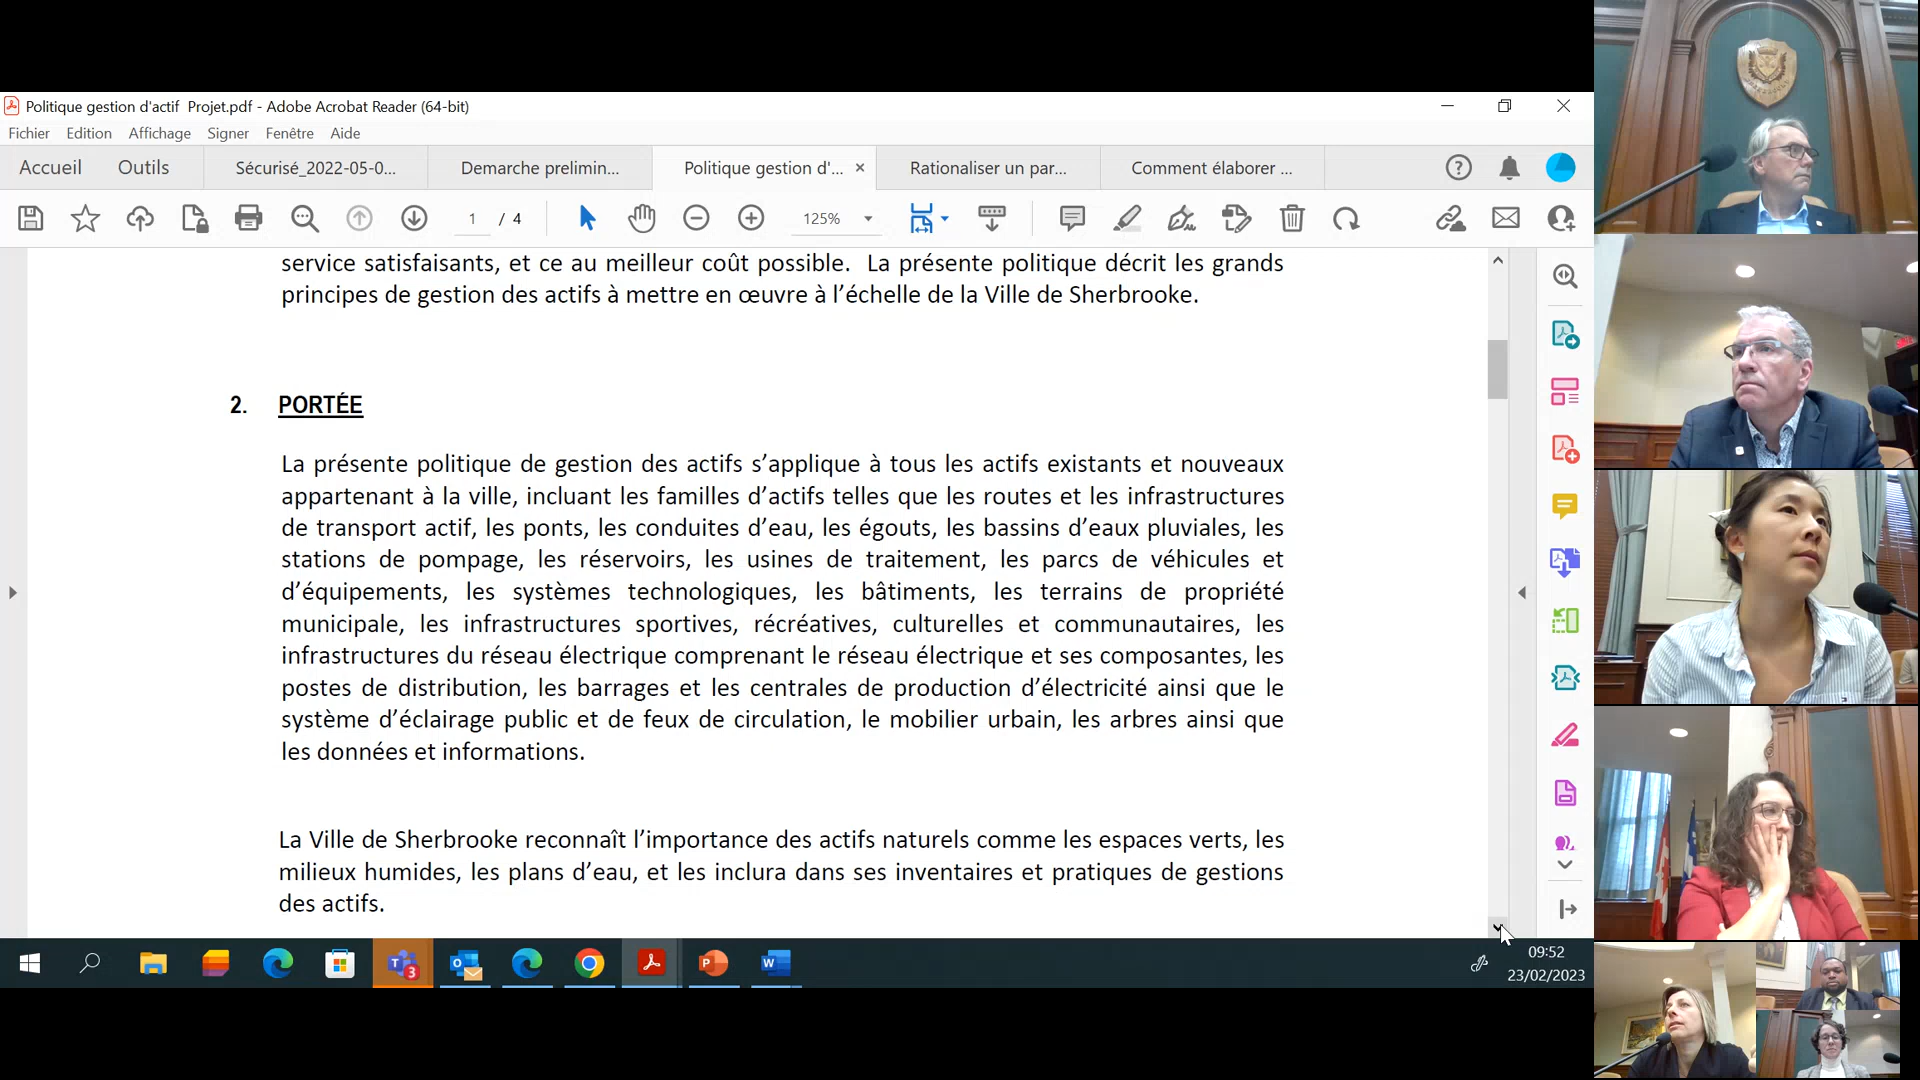 Politique gestion d'actif  Projet.pdf - Adobe Acrobat Reader (64-bit)
Fichier Edition Affichage Signer Fenêtre Aide
Accueil Outils Sécurisé_2022-05-0... Demarche prelimin... Politique gestion d'... × Rationaliser un par... Comment élaborer ...
1 / 4 125%
service satisfaisants, et ce au meilleur coût possible.  La présente politique décrit les grands
principes de gestion des actifs à mettre en œuvre à l’échelle de la Ville de Sherbrooke.
2. PORTÉE
La présente politique de gestion des actifs s’applique à tous les actifs existants et nouveaux
appartenant à la ville, incluant les familles d’actifs telles que les routes et les infrastructures
de transport actif, les ponts, les conduites d’eau, les égouts, les bassins d’eaux pluviales, les
stations de pompage, les réservoirs, les usines de traitement, les parcs de véhicules et
d’équipements, les systèmes technologiques, les bâtiments, les terrains de propriété
municipale, les infrastructures sportives, récréatives, culturelles et communautaires, les
infrastructures du réseau électrique comprenant le réseau électrique et ses composantes, les
postes de distribution, les barrages et les centrales de production d’électricité ainsi que le
système d’éclairage public et de feux de circulation, le mobilier urbain, les arbres ainsi que
les données et informations.
La Ville de Sherbrooke reconnaît l’importance des actifs naturels comme les espaces verts, les
milieux humides, les plans d’eau, et les inclura dans ses inventaires et pratiques de gestions
des actifs.
3
09:52
23/02/2023